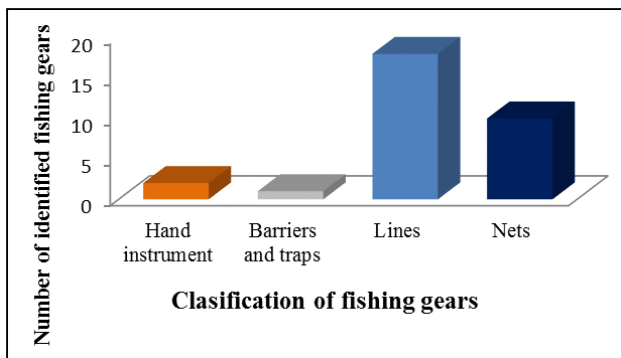 Number of identified fishing gears
20
15
10
5
0
Hand
instrument
Barriers
and traps
Lines
Nets
Clasification of fishing gears